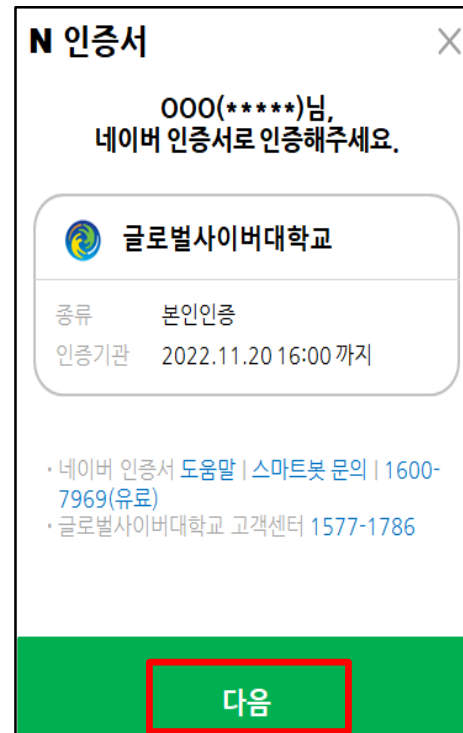 N 인증서
OOO(*****)님,
네이버 인증서로 인증해주세요.
글로벌사이버대학교
종류 본인인증
인증기관 2022.11.20 16:00 까지
· 네이버 인증서 도움말 | 스마트봇 문의 | 1600-
7969(유료)
· 글로벌사이버대학교 고객센터 1577-1786
다음